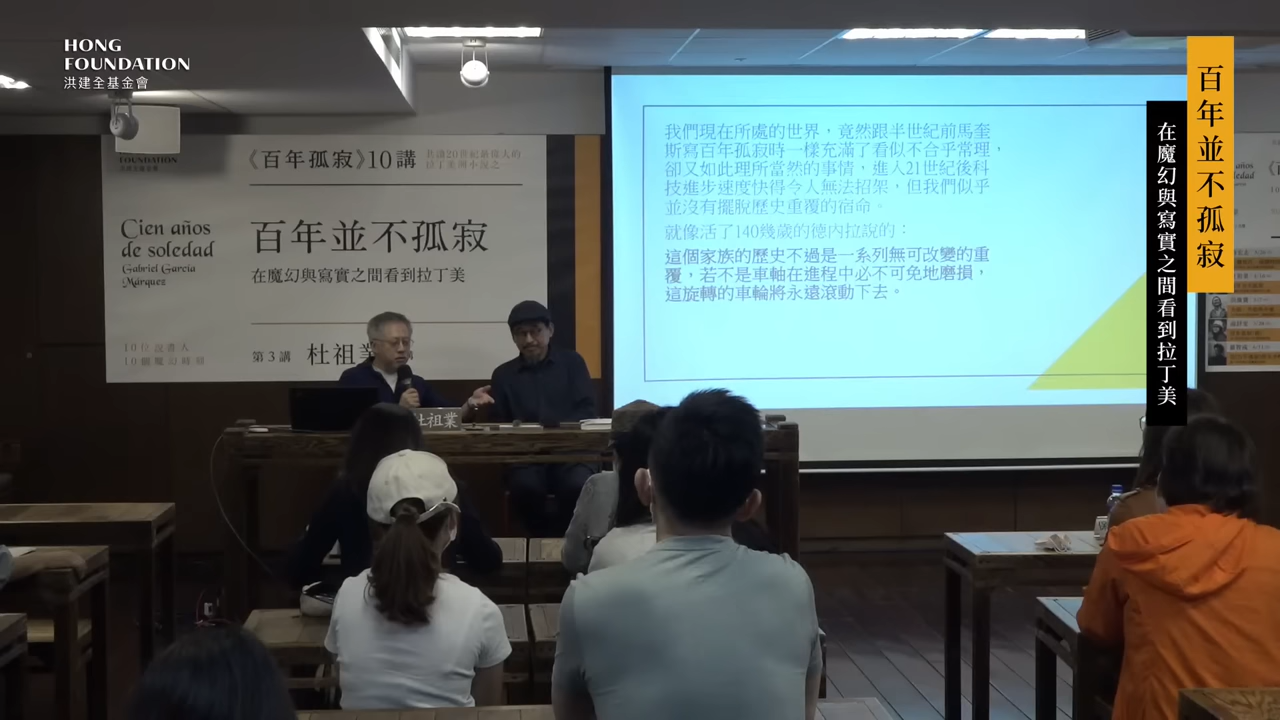 HONG
FOUNDATION
洪建全基金會
FOUNDATION
《百年孤寂》10講
Cien años
de soledad
Gabriel García
Márquez
百年並不孤寂
在魔幻與寫實之間看到拉丁美
10位說書人
第3講 杜祖業
杜祖業
我們現在所處的世界，竟然跟半世紀前馬奎
斯寫百年孤寂時一樣充滿了看似不合乎常理，
卻又如此理所當然的事情，進入21世紀後科
技進步速度快得令人無法招架，但我們似乎
並沒有擺脫歷史重覆的宿命。
就像活了140幾歲的德內拉說的：
這個家族的歷史不過是一系列無可改變的重
覆，若不是車軸在進程中必不可免地磨損，
這旋轉的車輪將永遠滾動下去。
百年並不孤寂
在魔幻與寫實之間看到拉丁美